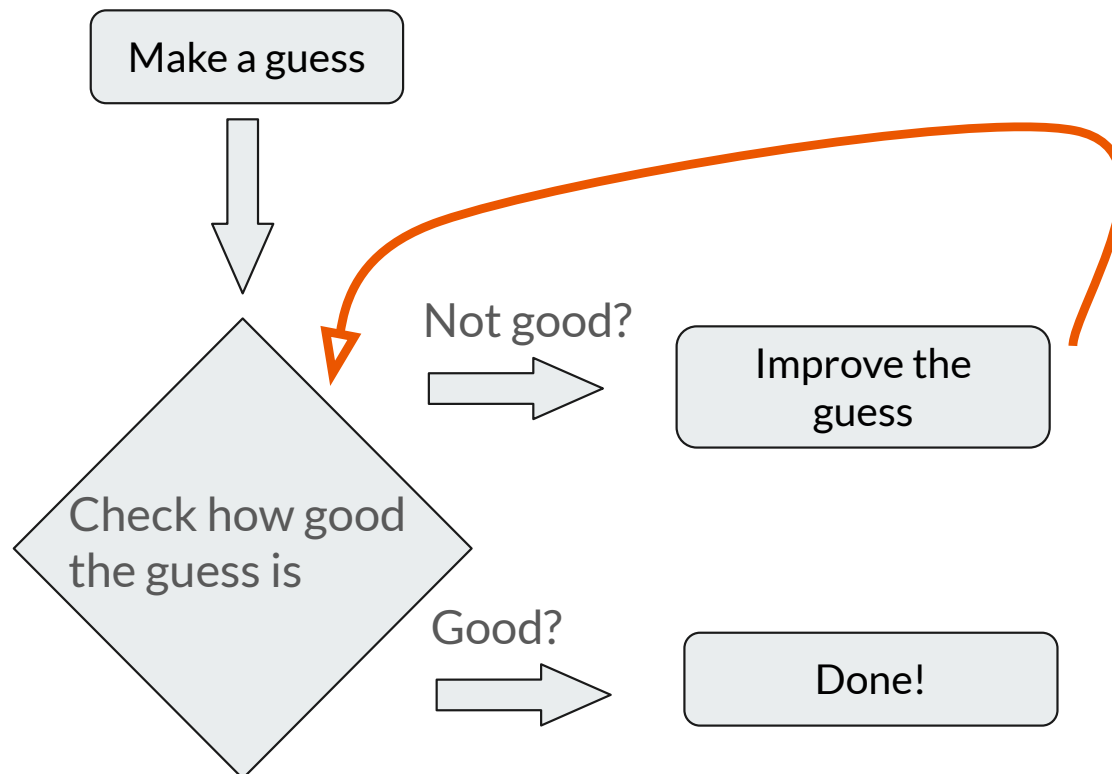 Make a guess
Not good?
Improve the
guess
Check how good
the guess is
Good?
Done!